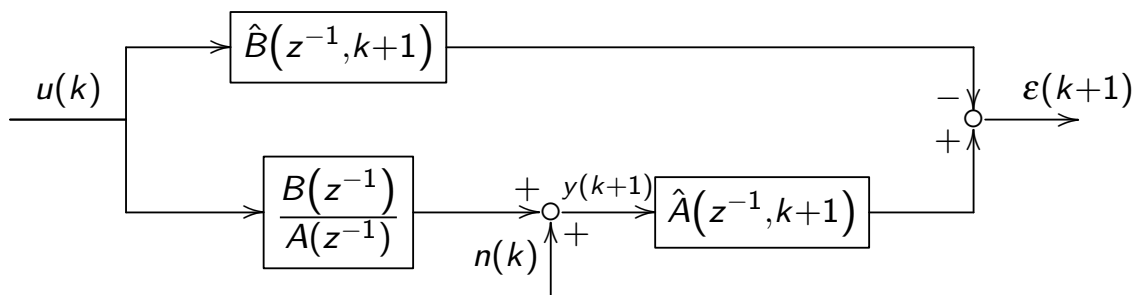 B̂(z⁻¹,k+1)
u(k)
−
ε(k+1)
+
B(z⁻¹)
A(z⁻¹)
+
y(k+1)
Â(z⁻¹,k+1)
+
n(k)